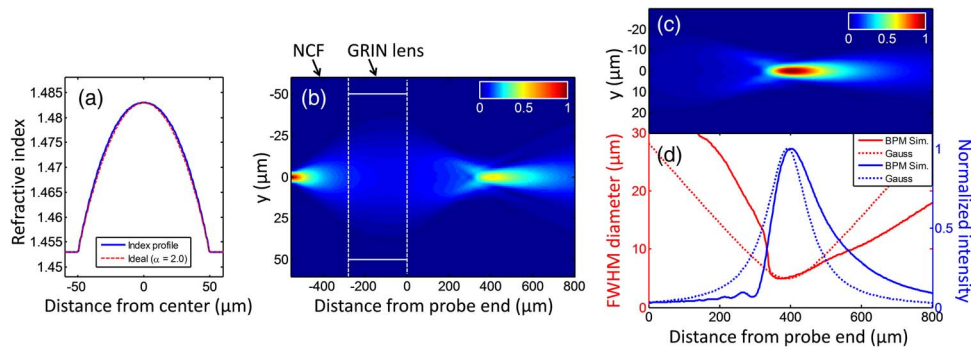 (a)
Refractive index
1.485
1.48
1.475
1.47
1.465
1.46
1.455
1.45
Index profile
Ideal (α = 2.0)
-50 0 50
Distance from center (μm)
NCF GRIN lens
(b)
0 0.5 1
y (μm)
-50
-25
0
25
50
-400 -200 0 200 400 600 800
Distance from probe end (μm)
(c)
0 0.5 1
y (μm)
-20
-10
0
10
20
(d)
BPM Sim.
Gauss
BPM Sim.
Gauss
FWHM diameter (μm)
30
20
10
0
Normalized intensity
1
0.5
0
0 200 400 600 800
Distance from probe end (μm)